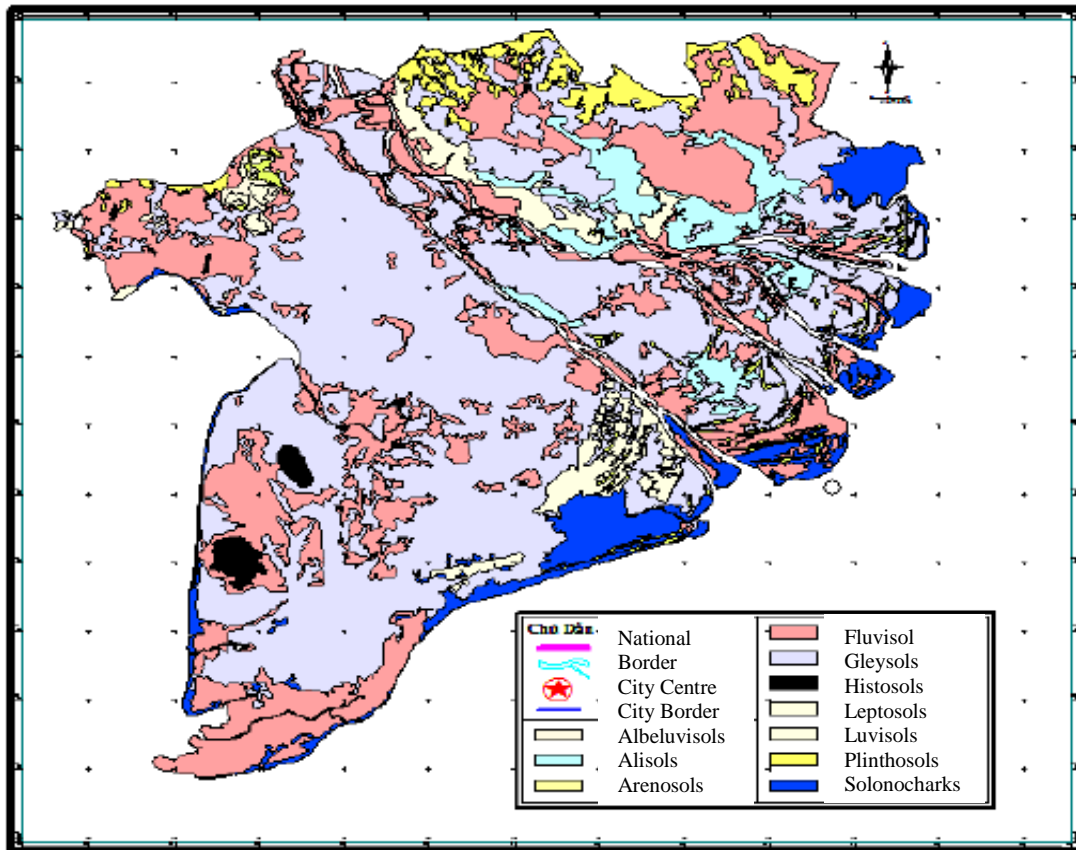 Chú Dẫn
National
Border
City Centre
City Border
Albeluvisols
Alisols
Arenosols
Fluvisol
Gleysols
Histosols
Leptosols
Luvisols
Plinthosols
Solonocharks